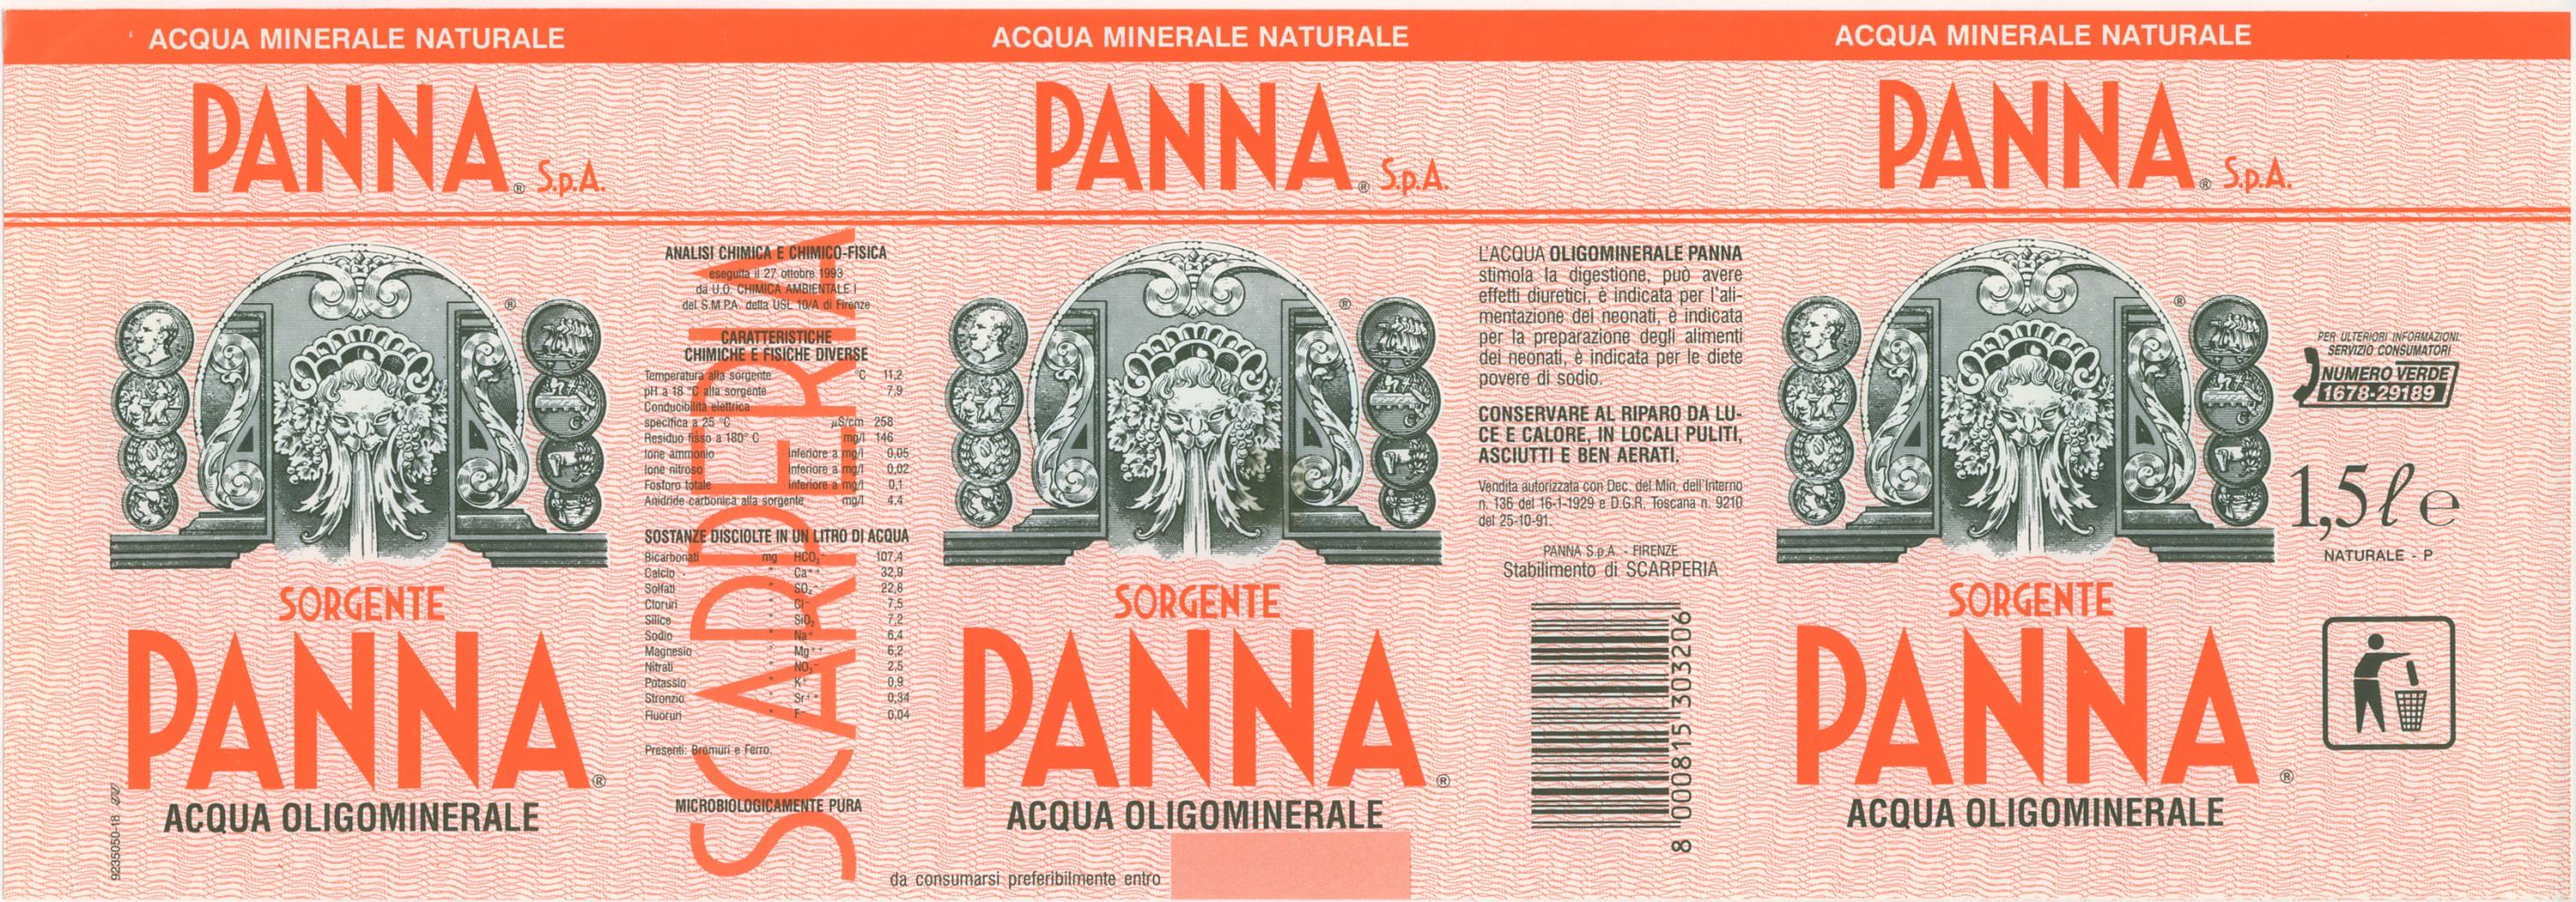 ACQUA MINERALE NATURALE
PANNA® S.p.A.
SORGENTE
PANNA®
ACQUA OLIGOMINERALE
9235050-18
SCARPERIA
ANALISI CHIMICA E CHIMICO-FISICA
eseguita il 27 ottobre 1993
da U.O. CHIMICA AMBIENTALE I
del S.M.P.A. della USL 10/A di Firenze
CARATTERISTICHE
CHIMICHE E FISICHE DIVERSE
Temperatura alla sorgente °C 11,2
pH a 18 °C alla sorgente 7,9
Conducibilità elettrica
specifica a 25 °C µS/cm 258
Residuo fisso a 180° C mg/l 146
Ione ammonio inferiore a mg/l 0,05
Ione nitroso inferiore a mg/l 0,02
Fosforo totale inferiore a mg/l 0,1
Anidride carbonica alla sorgente mg/l 4,4
SOSTANZE DISCIOLTE IN UN LITRO DI ACQUA
Bicarbonati mg HCO₃⁻ 107,4
Calcio " Ca⁺⁺ 32,9
Solfati " SO₄⁻⁻ 22,8
Cloruri " Cl⁻ 7,5
Silice " SiO₂ 7,2
Sodio " Na⁺ 6,4
Magnesio " Mg⁺⁺ 6,2
Nitrati " NO₃⁻ 2,5
Potassio " K⁺ 0,9
Stronzio " Sr⁺⁺ 0,34
Fluoruri " F⁻ 0,04
Presenti: Bromuri e Ferro.
MICROBIOLOGICAMENTE PURA
ACQUA MINERALE NATURALE
PANNA® S.p.A.
®
SORGENTE
PANNA®
ACQUA OLIGOMINERALE
da consumarsi preferibilmente entro
L'ACQUA OLIGOMINERALE PANNA
stimola la digestione, può avere
effetti diuretici, è indicata per l'ali-
mentazione dei neonati, è indicata
per la preparazione degli alimenti
dei neonati, è indicata per le diete
povere di sodio.
CONSERVARE AL RIPARO DA LU-
CE E CALORE, IN LOCALI PULITI,
ASCIUTTI E BEN AERATI.
Vendita autorizzata con Dec. del Min. dell'Interno
n. 136 del 16-1-1929 e D.G.R. Toscana n. 9210
del 25-10-91.
PANNA S.p.A. - FIRENZE
Stabilimento di SCARPERIA
8 000815 303206
ACQUA MINERALE NATURALE
PANNA® S.p.A.
®
SORGENTE
PANNA®
ACQUA OLIGOMINERALE
PER ULTERIORI INFORMAZIONI:
SERVIZIO CONSUMATORI
NUMERO VERDE
1678-29189
1,5 ℓ e
NATURALE - P